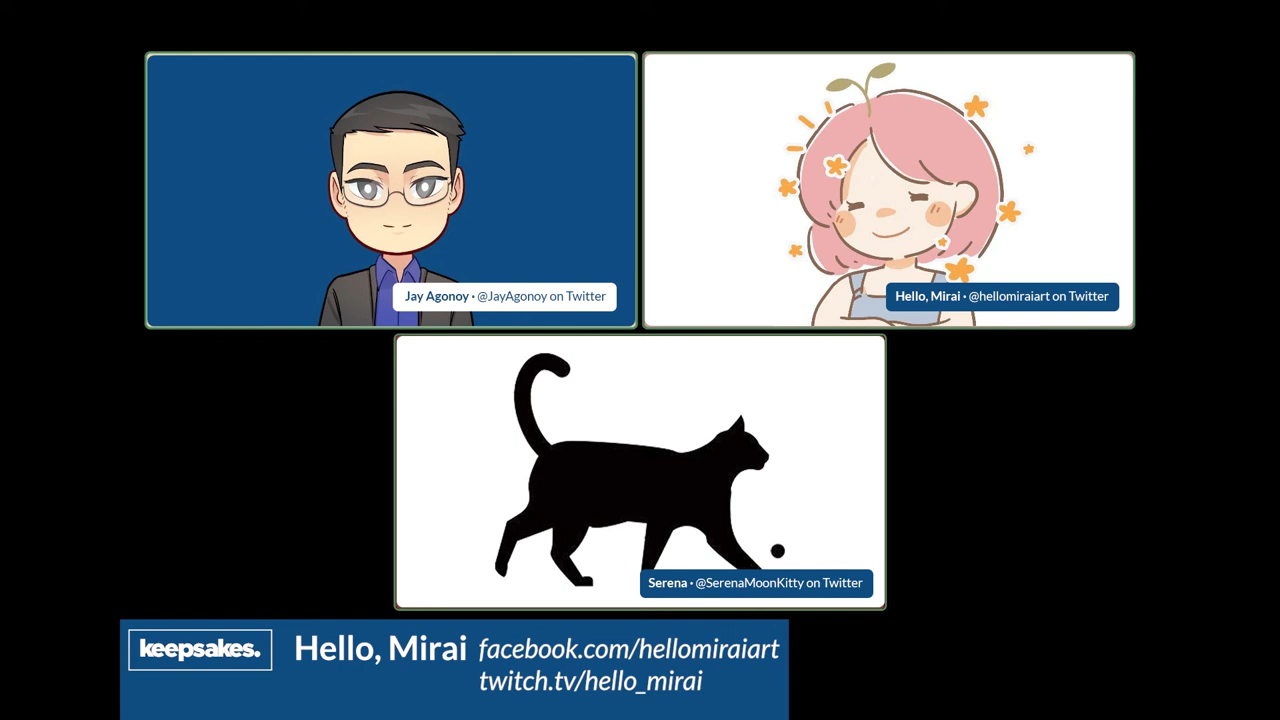 Jay Agonoy · @JayAgonoy on Twitter
Hello, Mirai · @hellomiraiart on Twitter
Serena · @SerenaMoonKitty on Twitter
keepsakes.
Hello, Mirai facebook.com/hellomiraiart
twitch.tv/hello_mirai